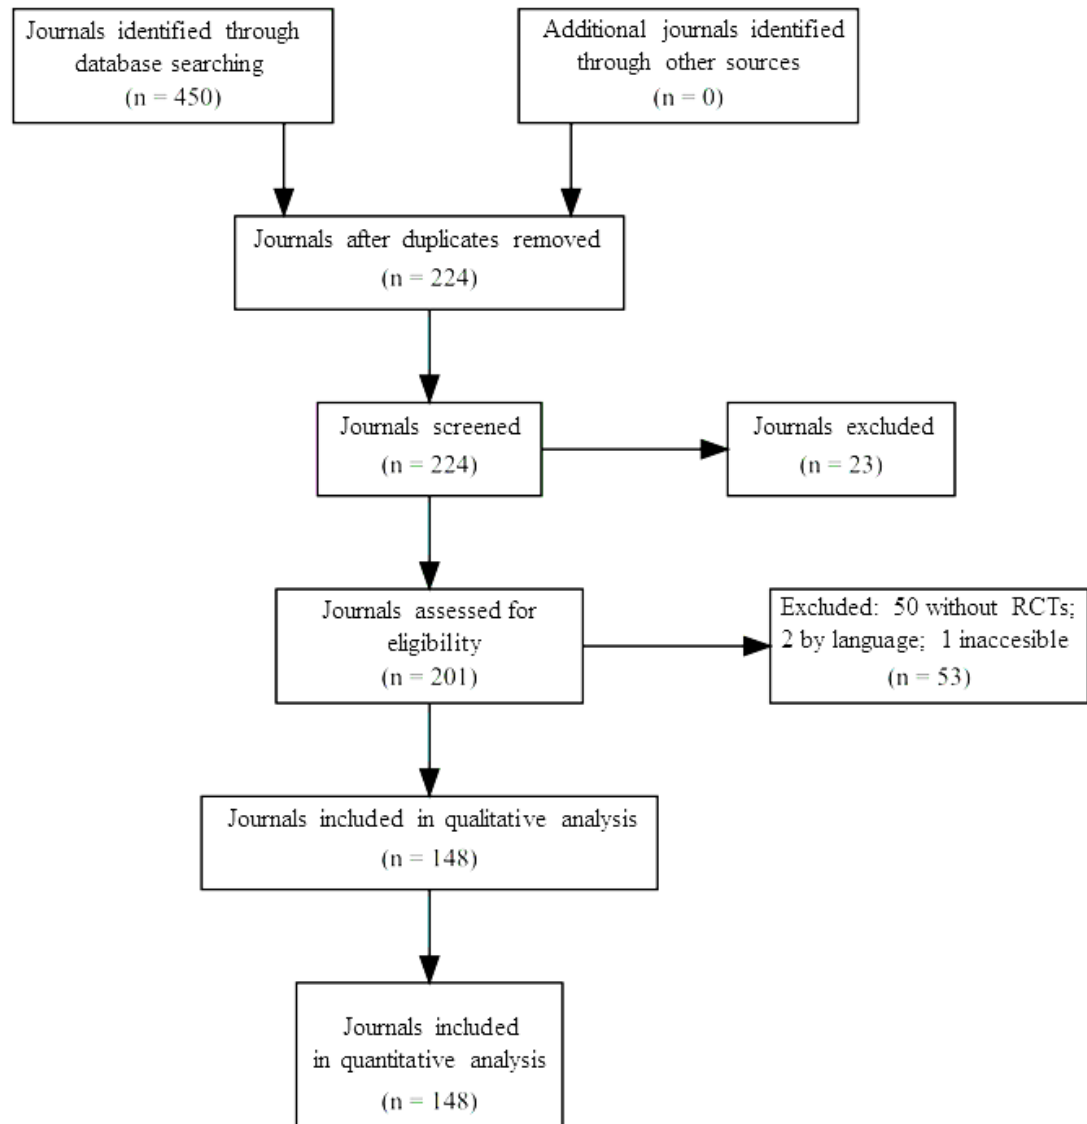 Journals identified through
database searching
(n = 450)
Additional journals identified
through other sources
(n = 0)
Journals after duplicates removed
(n = 224)
Journals screened
(n = 224)
Journals excluded
(n = 23)
Journals assessed for
eligibility
(n = 201)
Excluded: 50 without RCTs;
2 by language; 1 inaccesible
(n = 53)
Journals included in qualitative analysis
(n = 148)
Journals included
in quantitative analysis
(n = 148)